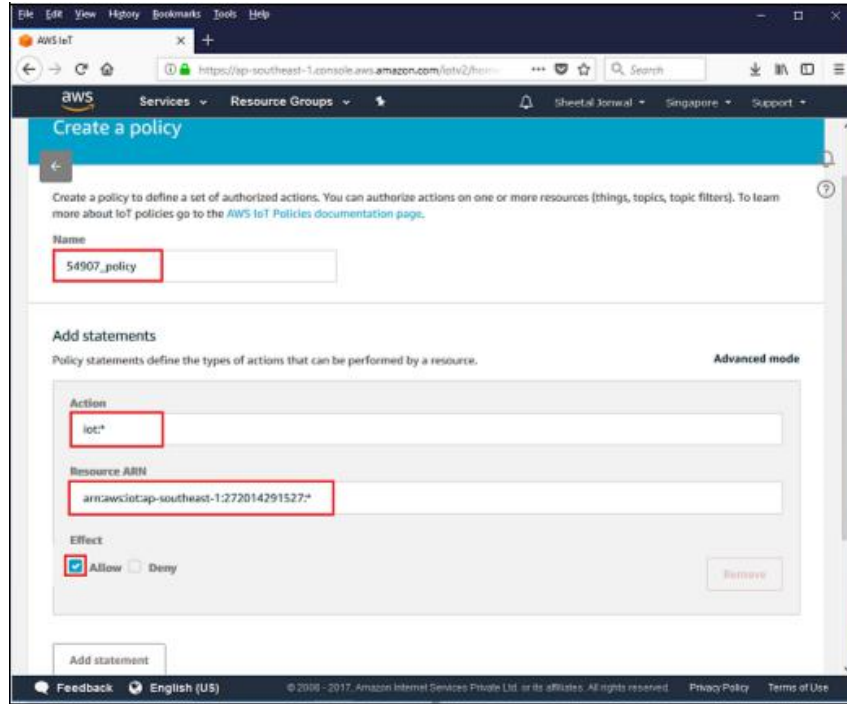 File Edit View History Bookmarks Tools Help
AWS IoT
https://ap-southeast-1.console.aws.amazon.com/iotv2/home
Search
aws Services Resource Groups Sheetal Jonwal Singapore Support
Create a policy
Create a policy to define a set of authorized actions. You can authorize actions on one or more resources (things, topics, topic filters). To learn
more about IoT policies go to the AWS IoT Policies documentation page.
Name
54907_policy
Add statements
Policy statements define the types of actions that can be performed by a resource.
Advanced mode
Action
iot:*
Resource ARN
arn:aws:iot:ap-southeast-1:272014291527:*
Effect
Allow Deny
Remove
Add statement
Feedback English (US) © 2008 - 2017, Amazon Internet Services Private Ltd. or its affiliates. All rights reserved. Privacy Policy Terms of Use